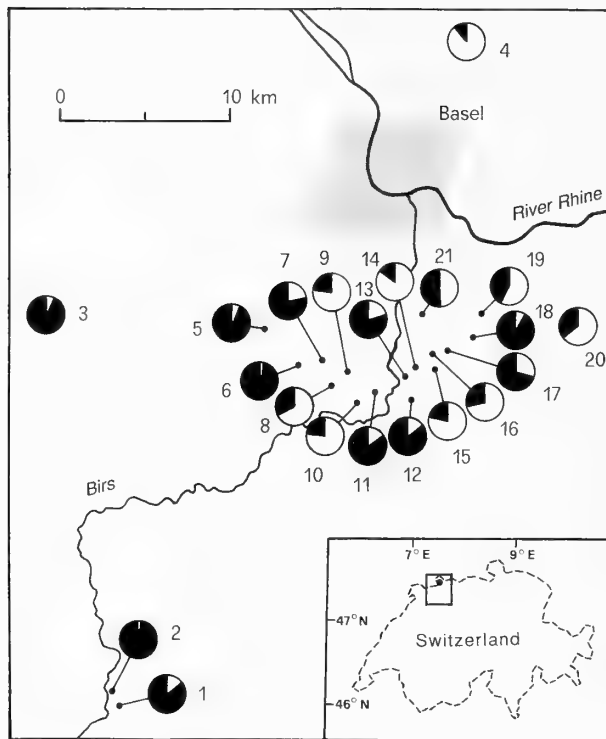 4
0 10 km
Basel
River Rhine
14 21 19
7 9 13 18
3 5
20
6 17
8 16
10 11 12 15
Birs
2
1
7°E 9°E
47°N
Switzerland
46°N